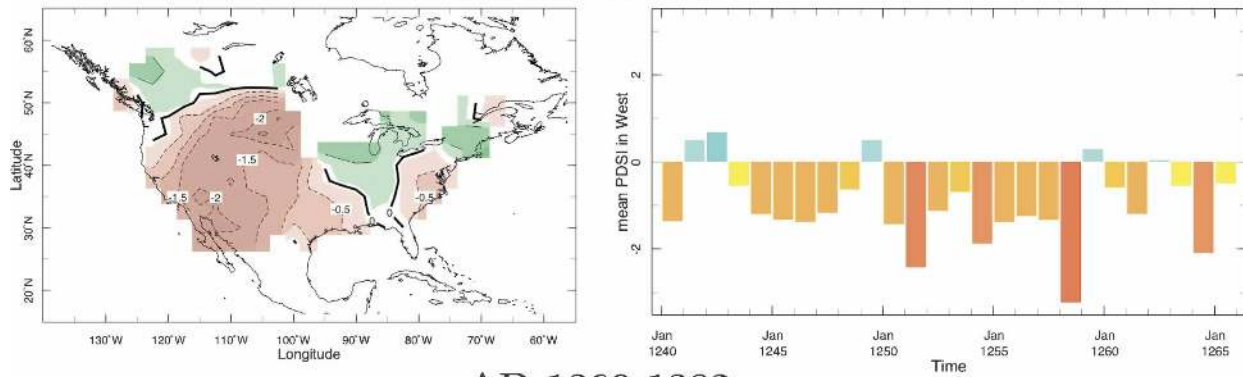 60°N
50°N
40°N
30°N
20°N
Latitude
-2
-1.5
-1.5
-2
-0.5
-0.5
0
0
130°W 120°W 110°W 100°W 90°W 80°W 70°W 60°W
Longitude
mean PDSI in West
2
0
-2
Jan 1240
Jan 1245
Jan 1250
Jan 1255
Jan 1260
Jan 1265
Time